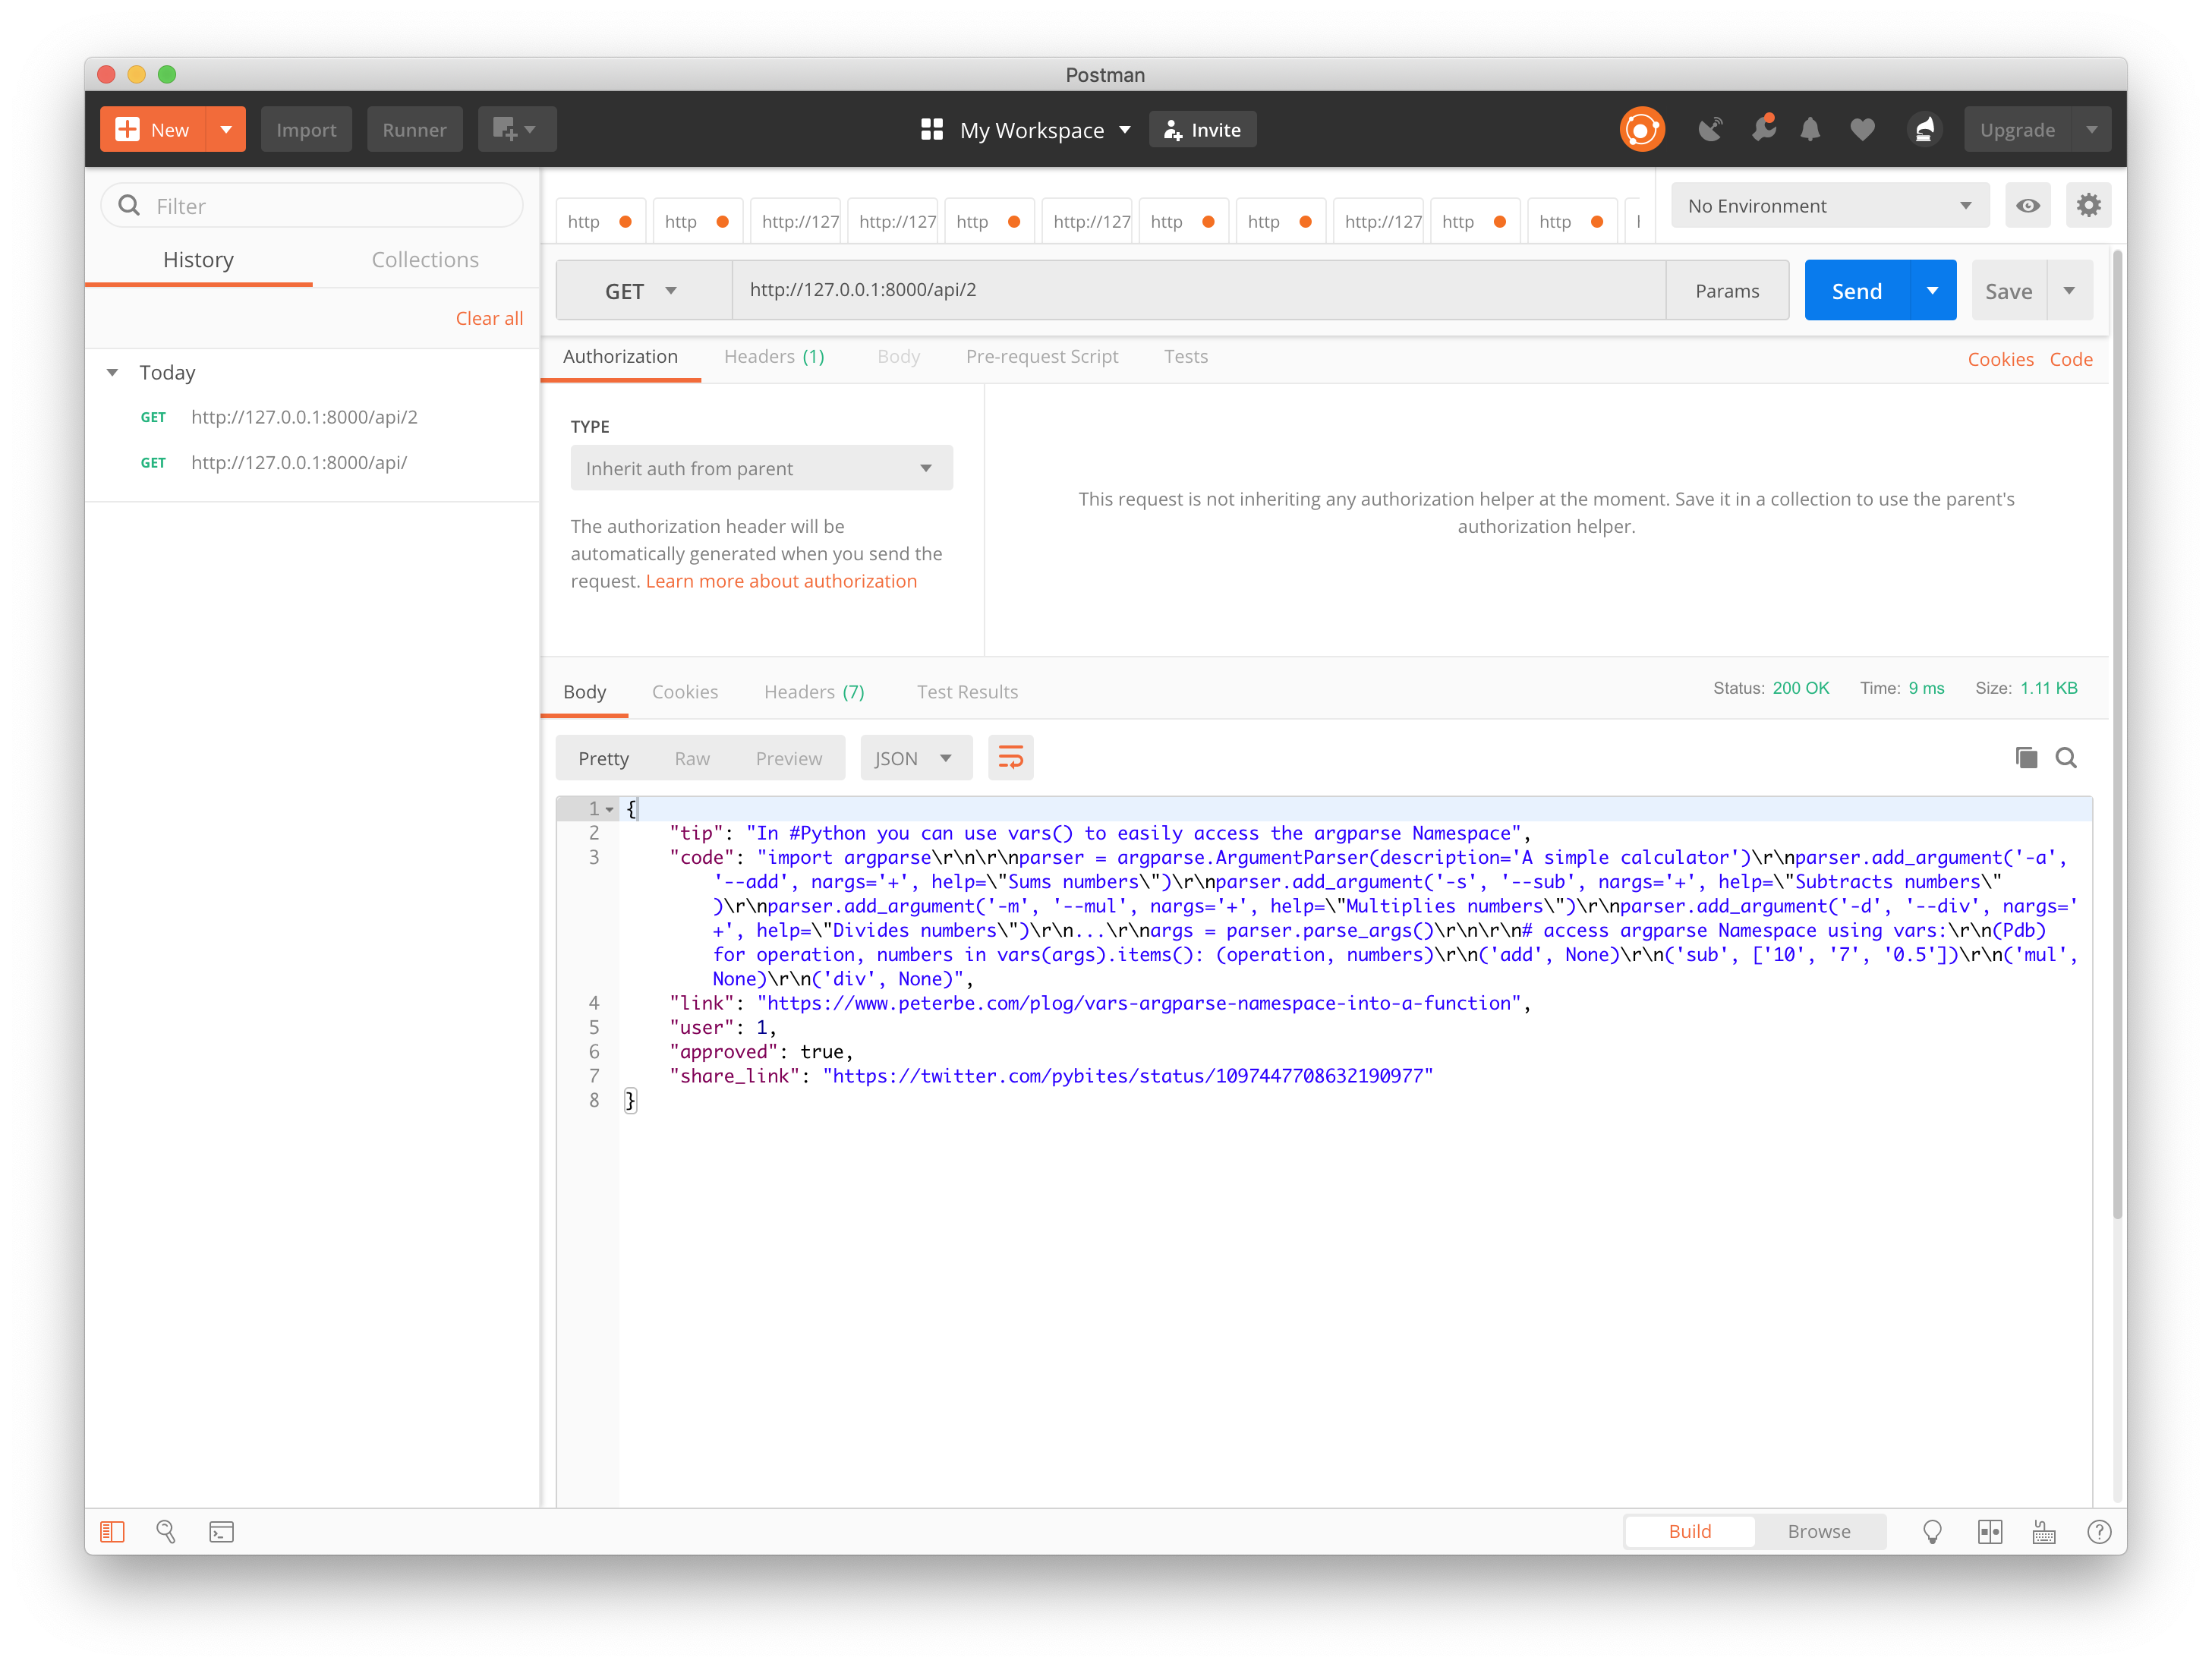 Postman
New
Import
Runner
My Workspace
Invite
Upgrade
Filter
History
Collections
Clear all
Today
GET http://127.0.0.1:8000/api/2
GET http://127.0.0.1:8000/api/
http
http
http://127
http://127
http
http://127
http
http
http://127
http
http
No Environment
GET
http://127.0.0.1:8000/api/2
Params
Send
Save
Authorization
Headers (1)
Body
Pre-request Script
Tests
Cookies
Code
TYPE
Inherit auth from parent
The authorization header will be
automatically generated when you send the
request. Learn more about authorization
This request is not inheriting any authorization helper at the moment. Save it in a collection to use the parent's
authorization helper.
Body
Cookies
Headers (7)
Test Results
Status: 200 OK
Time: 9 ms
Size: 1.11 KB
Pretty
Raw
Preview
JSON
1 {
2 "tip": "In #Python you can use vars() to easily access the argparse Namespace",
3 "code": "import argparse\r\n\r\nparser = argparse.ArgumentParser(description='A simple calculator')\r\nparser.add_argument('-a',
'--add', nargs='+', help=\"Sums numbers\")\r\nparser.add_argument('-s', '--sub', nargs='+', help=\"Subtracts numbers\"
)\r\nparser.add_argument('-m', '--mul', nargs='+', help=\"Multiplies numbers\")\r\nparser.add_argument('-d', '--div', nargs='
+', help=\"Divides numbers\")\r\n...\r\nargs = parser.parse_args()\r\n\r\n# access argparse Namespace using vars:\r\n(Pdb)
for operation, numbers in vars(args).items(): (operation, numbers)\r\n('add', None)\r\n('sub', ['10', '7', '0.5'])\r\n('mul',
None)\r\n('div', None)",
4 "link": "https://www.peterbe.com/plog/vars-argparse-namespace-into-a-function",
5 "user": 1,
6 "approved": true,
7 "share_link": "https://twitter.com/pybites/status/1097447708632190977"
8 }
Build
Browse